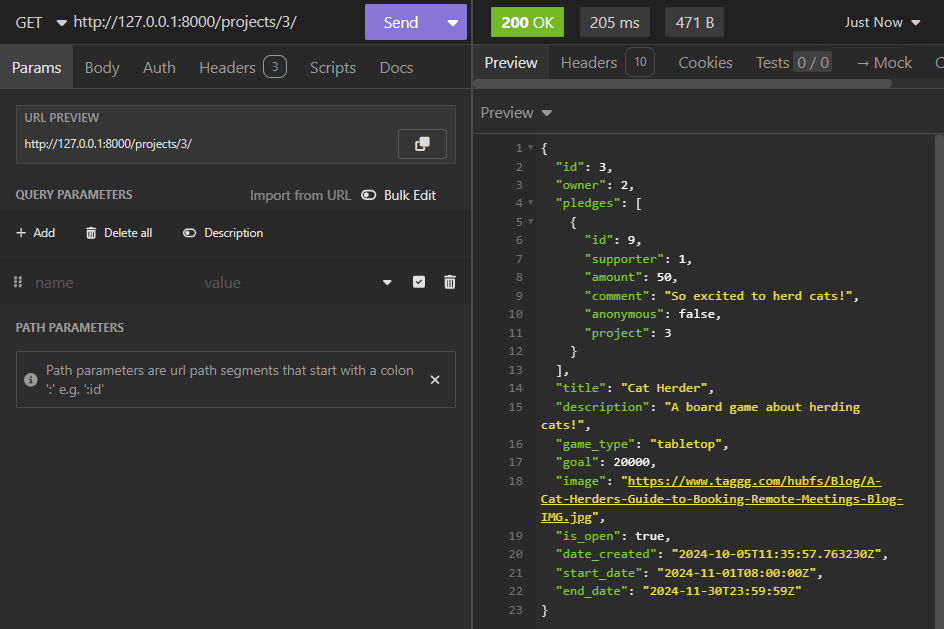 GET http://127.0.0.1:8000/projects/3/ Send
200 OK 205 ms 471 B Just Now
Params Body Auth Headers 3 Scripts Docs
Preview Headers 10 Cookies Tests 0 / 0 → Mock
URL PREVIEW
http://127.0.0.1:8000/projects/3/
QUERY PARAMETERS Import from URL Bulk Edit
+ Add Delete all Description
name value
PATH PARAMETERS
Path parameters are url path segments that start with a colon
':' e.g. ':id'
Preview
1 {
2 "id": 3,
3 "owner": 2,
4 "pledges": [
5 {
6 "id": 9,
7 "supporter": 1,
8 "amount": 50,
9 "comment": "So excited to herd cats!",
10 "anonymous": false,
11 "project": 3
12 }
13 ],
14 "title": "Cat Herder",
15 "description": "A board game about herding
cats!",
16 "game_type": "tabletop",
17 "goal": 20000,
18 "image": "https://www.taggg.com/hubfs/Blog/A-
Cat-Herders-Guide-to-Booking-Remote-Meetings-Blog-
IMG.jpg",
19 "is_open": true,
20 "date_created": "2024-10-05T11:35:57.763230Z",
21 "start_date": "2024-11-01T08:00:00Z",
22 "end_date": "2024-11-30T23:59:59Z"
23 }